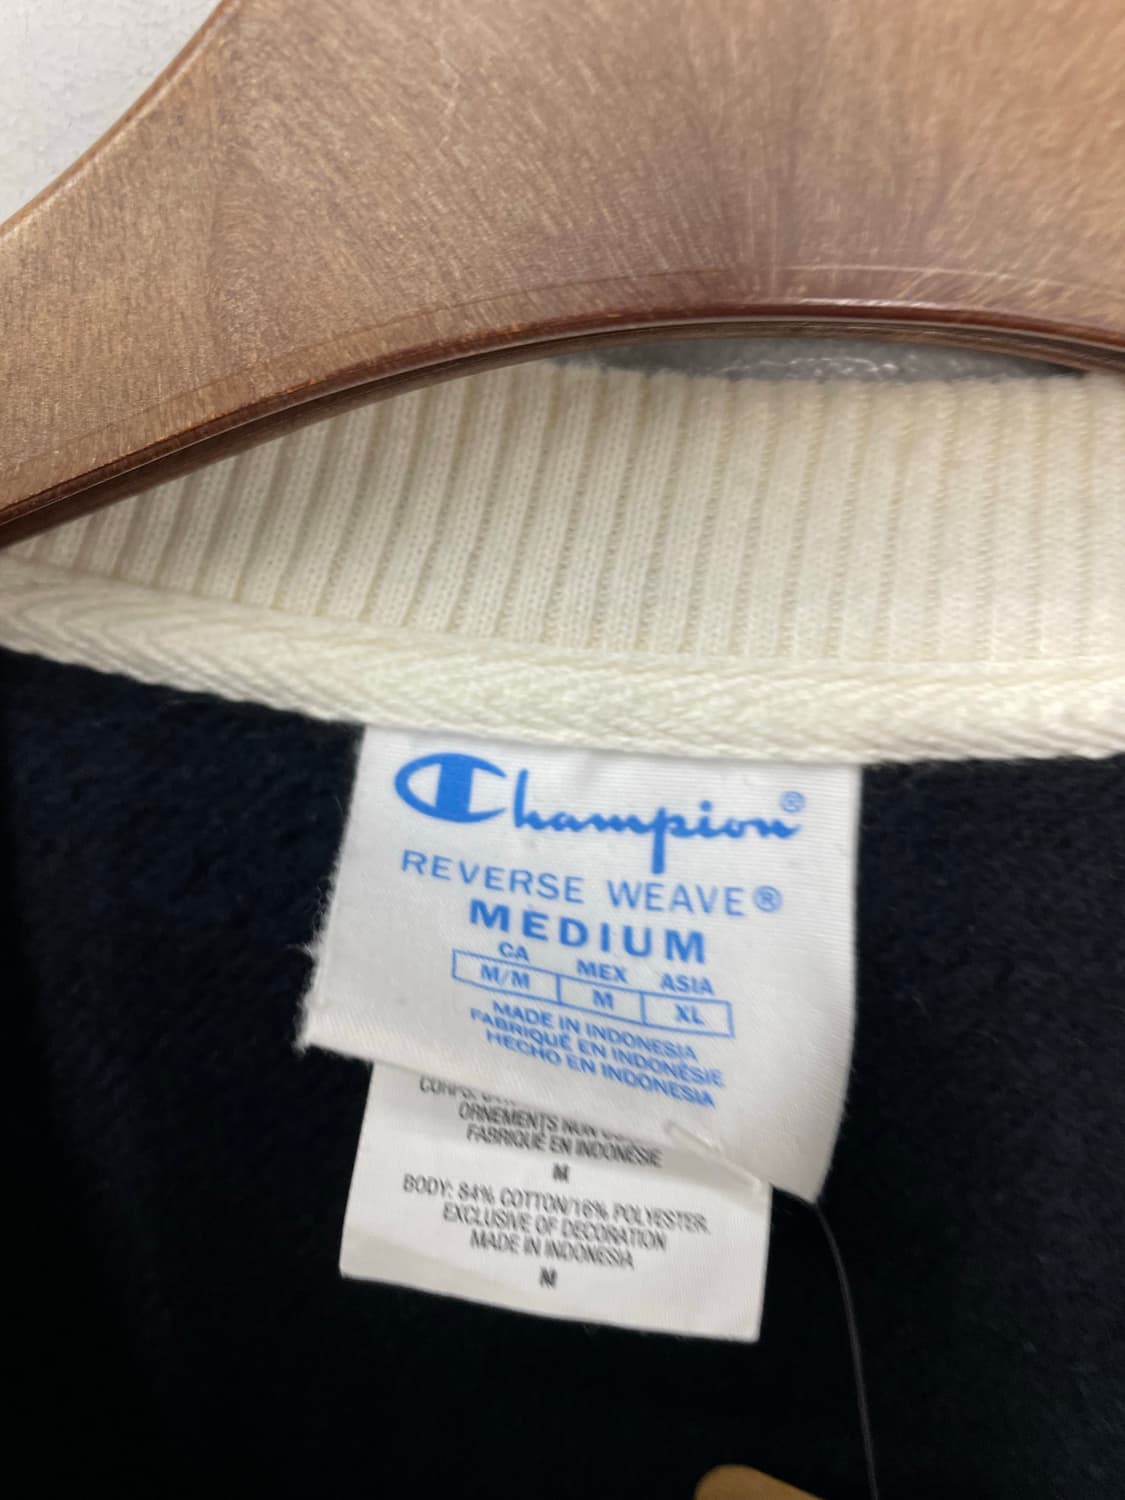 Champion®
REVERSE WEAVE®
MEDIUM
CA MEX ASIA
M/M M XL
MADE IN INDONESIA
FABRIQUÉ EN INDONÉSIE
HECHO EN INDONESIA
ORNEMENTS NON
FABRIQUÉ EN INDONÉSIE
M
BODY: 84% COTTON/16% POLYESTER
EXCLUSIVE OF DECORATION
MADE IN INDONESIA
M